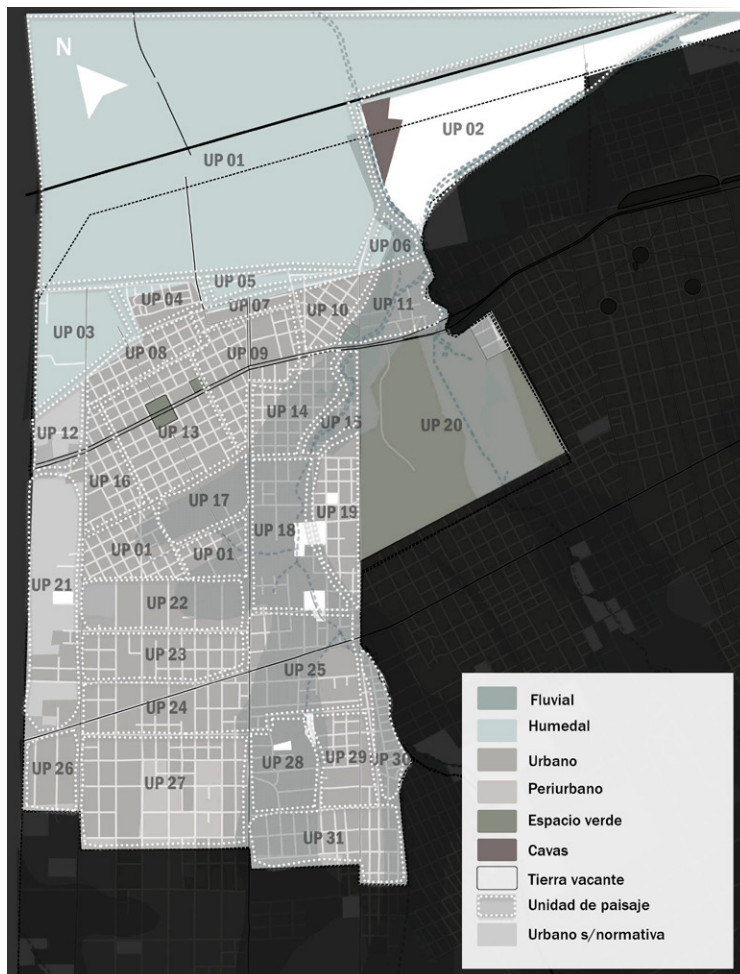 N
UP 02
UP 01
UP 06
UP 05
UP 04
UP 07
UP 10
UP 11
UP 03
UP 08
UP 09
UP 14
UP 15
UP 20
UP 12
UP 13
UP 16
UP 17
UP 18
UP 19
UP 01
UP 01
UP 21
UP 22
UP 23
UP 25
UP 24
UP 26
UP 27
UP 28
UP 29
UP 30
UP 31
Fluvial
Humedal
Urbano
Periurbano
Espacio verde
Cavas
Tierra vacante
Unidad de paisaje
Urbano s/normativa